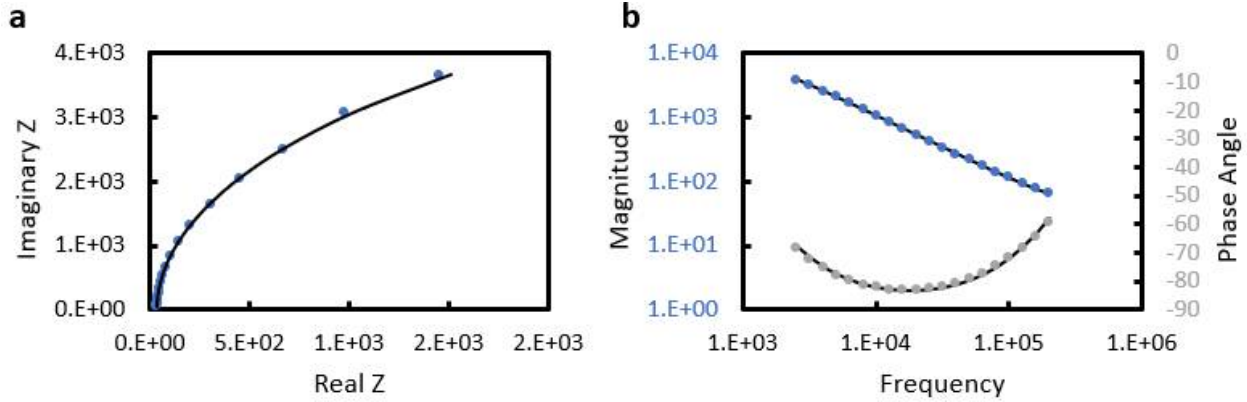 a
4.E+03
3.E+03
2.E+03
1.E+03
0.E+00
Imaginary Z
0.E+00 5.E+02 1.E+03 2.E+03 2.E+03
Real Z
b
1.E+04
1.E+03
1.E+02
1.E+01
1.E+00
Magnitude
0
-10
-20
-30
-40
-50
-60
-70
-80
-90
Phase Angle
1.E+03 1.E+04 1.E+05 1.E+06
Frequency